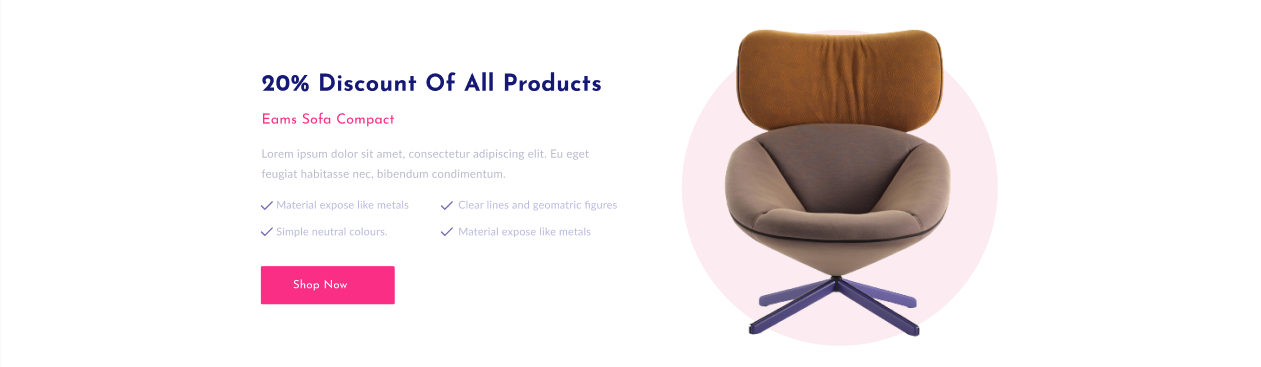 20% Discount Of All Products
Eams Sofa Compact
Lorem ipsum dolor sit amet, consectetur adipiscing elit. Eu eget
feugiat habitasse nec, bibendum condimentum.
Material expose like metals
Clear lines and geomatric figures
Simple neutral colours.
Material expose like metals
Shop Now